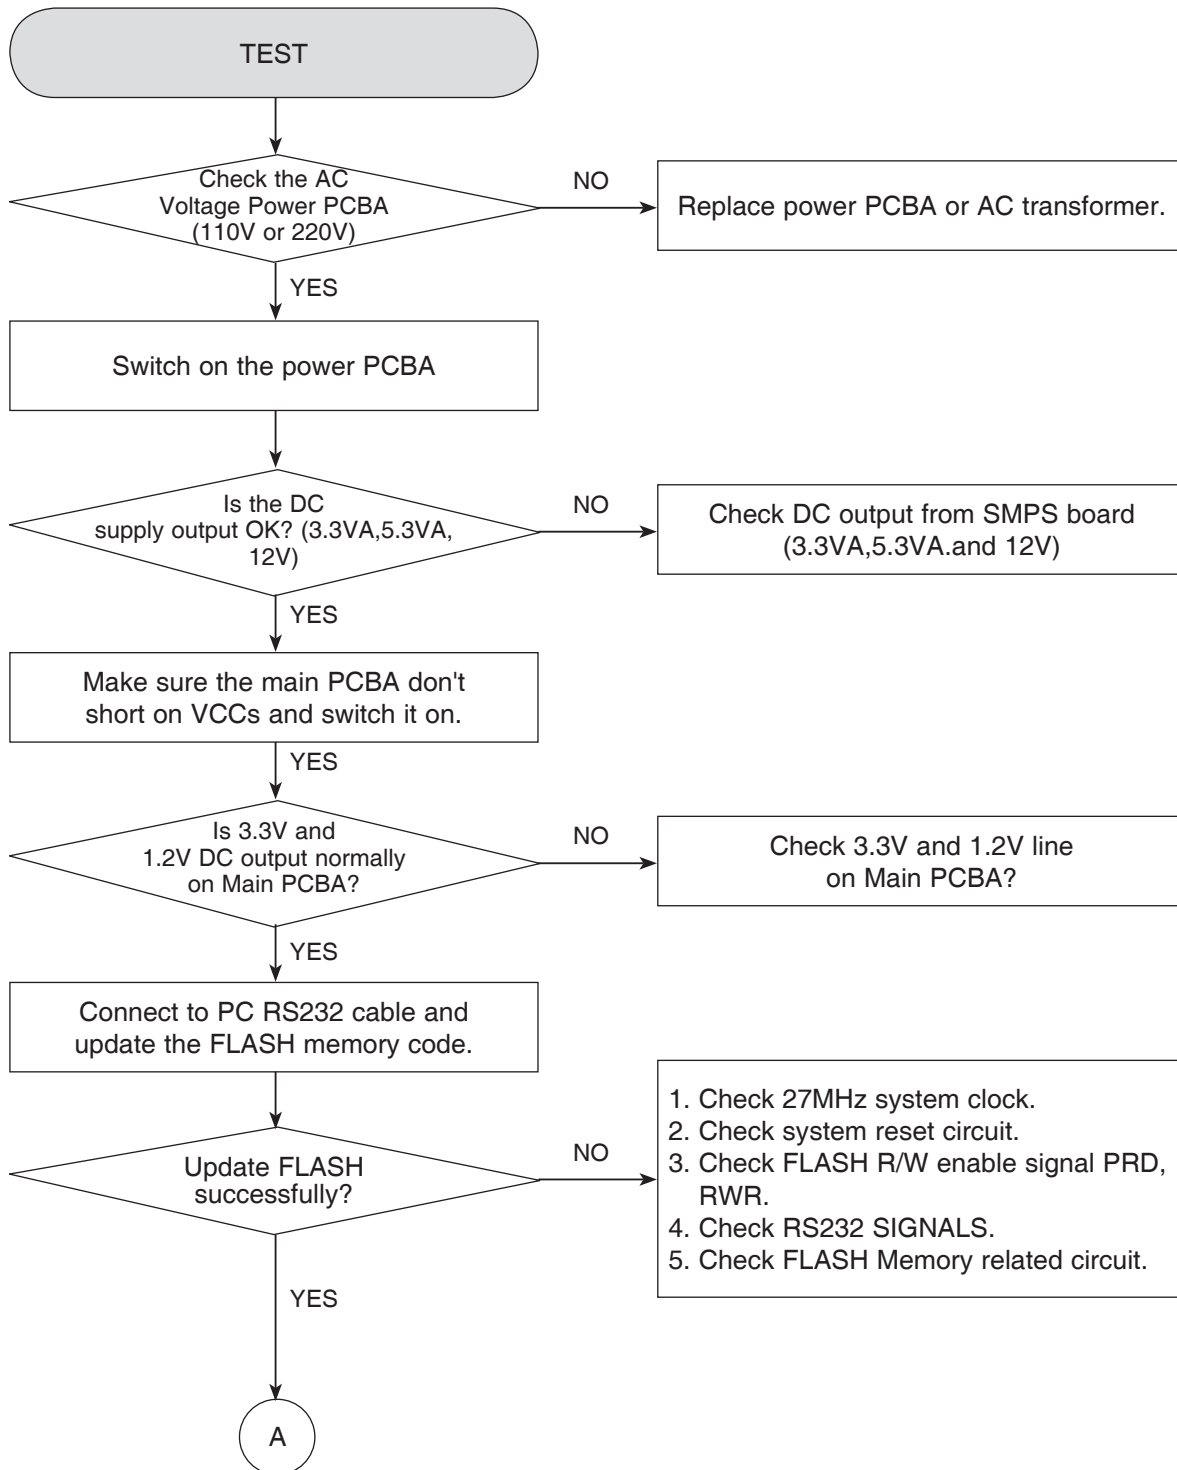 TEST
Check the AC
Voltage Power PCBA
(110V or 220V)
NO
Replace power PCBA or AC transformer.
YES
Switch on the power PCBA
Is the DC
supply output OK? (3.3VA,5.3VA,
12V)
NO
Check DC output from SMPS board
(3.3VA,5.3VA.and 12V)
YES
Make sure the main PCBA don't
short on VCCs and switch it on.
YES
Is 3.3V and
1.2V DC output normally
on Main PCBA?
NO
Check 3.3V and 1.2V line
on Main PCBA?
YES
Connect to PC RS232 cable and
update the FLASH memory code.
Update FLASH
successfully?
NO
1. Check 27MHz system clock.
2. Check system reset circuit.
3. Check FLASH R/W enable signal PRD,
RWR.
4. Check RS232 SIGNALS.
5. Check FLASH Memory related circuit.
YES
A